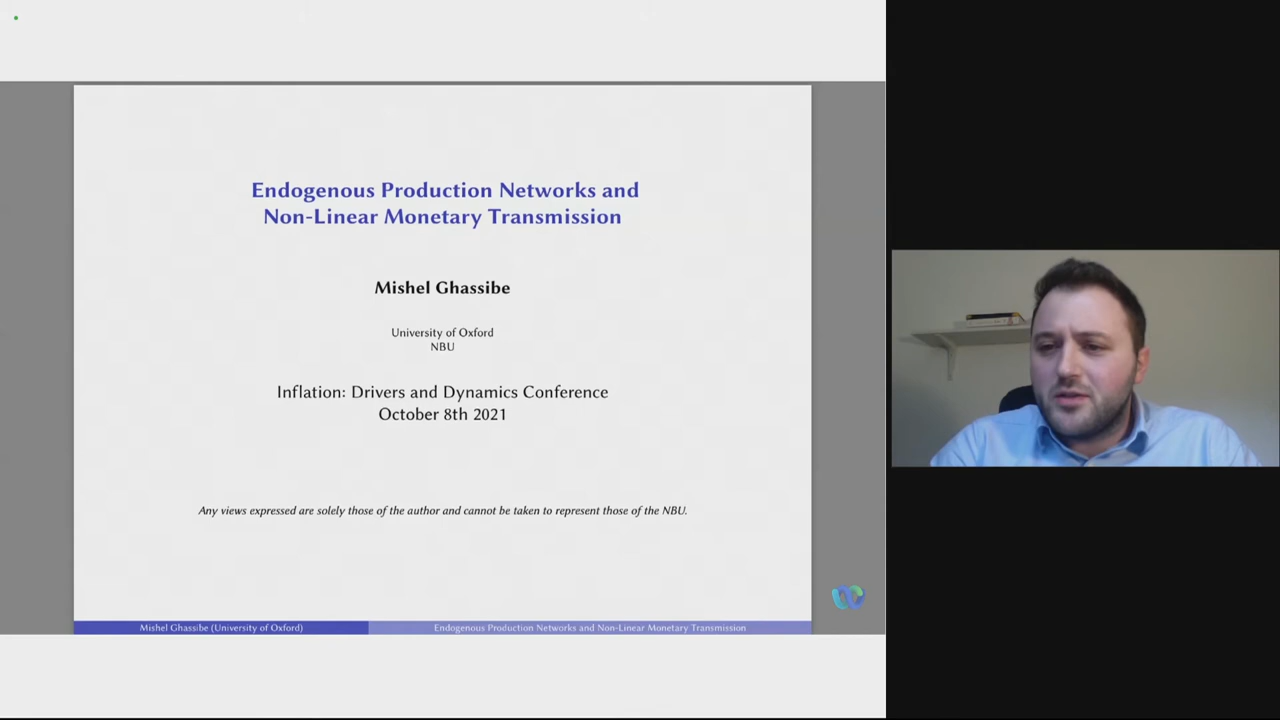 Endogenous Production Networks and
Non-Linear Monetary Transmission
Mishel Ghassibe
University of Oxford
NBU
Inflation: Drivers and Dynamics Conference
October 8th 2021
Any views expressed are solely those of the author and cannot be taken to represent those of the NBU.
Mishel Ghassibe (University of Oxford)
Endogenous Production Networks and Non-Linear Monetary Transmission